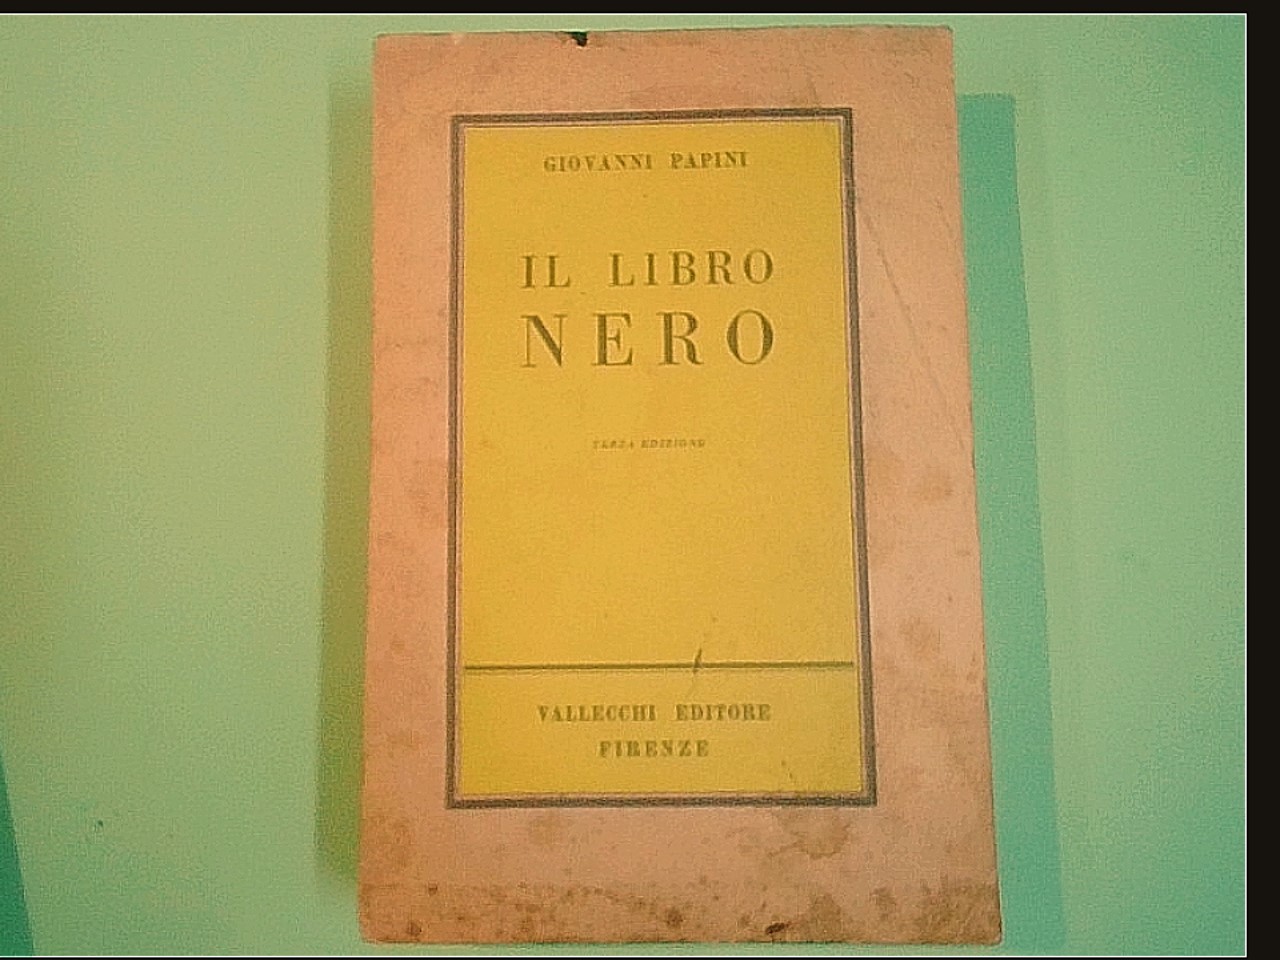 GIOVANNI PAPINI
IL LIBRO
NERO
TERZA EDIZIONE
VALLECCHI EDITORE
FIRENZE